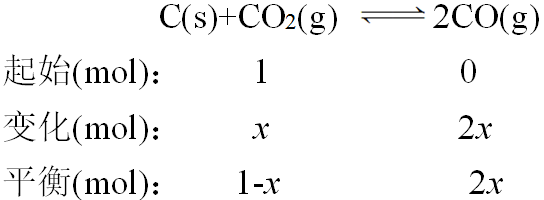 C(s)+CO₂(g) ⇌ 2CO(g)
起始(mol)： 1 0
变化(mol)： x 2x
平衡(mol)： 1-x 2x